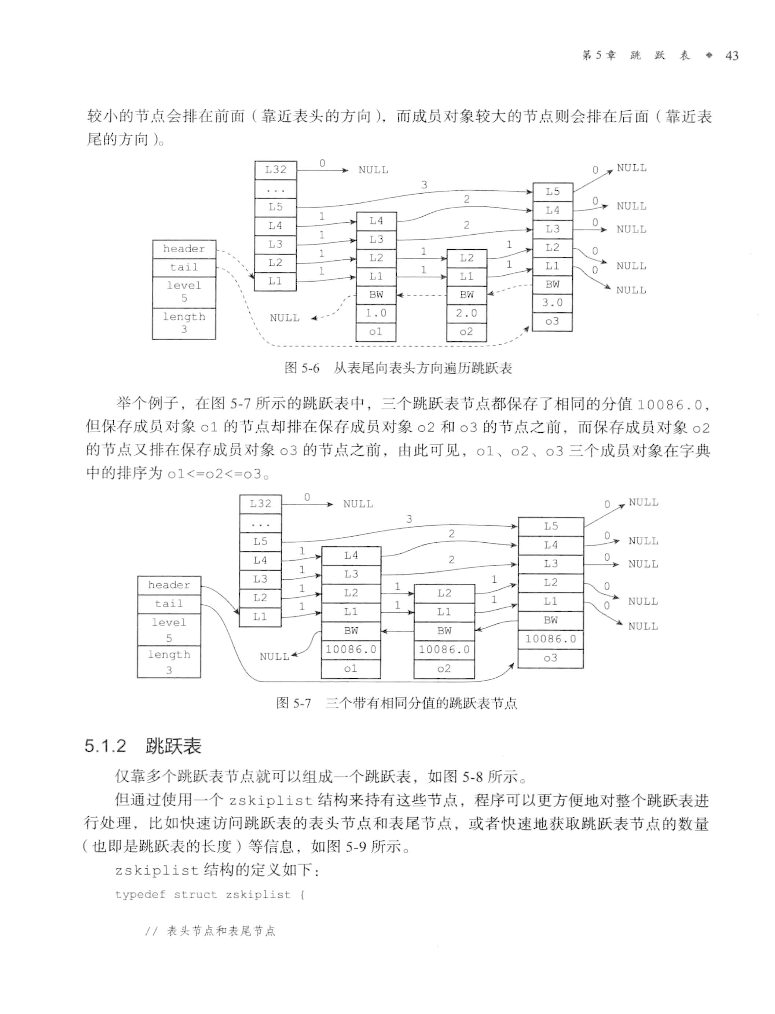 第5章 跳 跃 表 ◆ 43
较小的节点会排在前面（靠近表头的方向），而成员对象较大的节点则会排在后面（靠近表
尾的方向）。
L32 0 NULL
...
L5
L4
L3
L2
L1
header
tail
level
5
length
3
3
2
2
1
1
1
1
L4
L3
L2
L1
BW
1.0
o1
NULL
1
1
L2
L1
BW
2.0
o2
1
1
L5
L4
L3
L2
L1
BW
3.0
o3
0 NULL
0 NULL
0 NULL
0 NULL
0 NULL
图 5-6 从表尾向表头方向遍历跳跃表
举个例子，在图 5-7 所示的跳跃表中，三个跳跃表节点都保存了相同的分值 10086.0，
但保存成员对象 o1 的节点却排在保存成员对象 o2 和 o3 的节点之前，而保存成员对象 o2
的节点又排在保存成员对象 o3 的节点之前，由此可见，o1、o2、o3 三个成员对象在字典
中的排序为 o1<=o2<=o3。
L32 0 NULL
...
L5
L4
L3
L2
L1
header
tail
level
5
length
3
3
2
2
1
1
1
1
L4
L3
L2
L1
BW
10086.0
o1
NULL
1
1
L2
L1
BW
10086.0
o2
1
1
L5
L4
L3
L2
L1
BW
10086.0
o3
0 NULL
0 NULL
0 NULL
0 NULL
0 NULL
图 5-7 三个带有相同分值的跳跃表节点
5.1.2 跳跃表
仅靠多个跳跃表节点就可以组成一个跳跃表，如图 5-8 所示。
但通过使用一个 zskiplist 结构来持有这些节点，程序可以更方便地对整个跳跃表进
行处理，比如快速访问跳跃表的表头节点和表尾节点，或者快速地获取跳跃表节点的数量
（也即是跳跃表的长度）等信息，如图 5-9 所示。
zskiplist 结构的定义如下：
typedef struct zskiplist {
// 表头节点和表尾节点